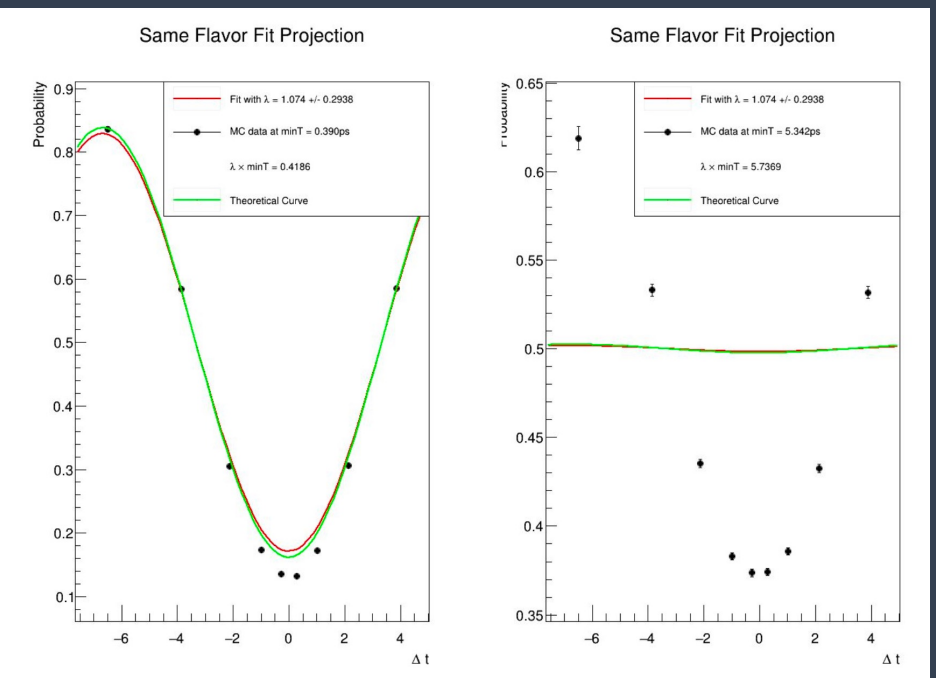 Same Flavor Fit Projection
Probability
0.9
0.8
0.7
0.6
0.5
0.4
0.3
0.2
0.1
Fit with λ = 1.074 +/- 0.2938
MC data at minT = 0.390ps
λ × minT = 0.4186
Theoretical Curve
−6 −4 −2 0 2 4
Δ t
Same Flavor Fit Projection
0.65
0.6
0.55
0.5
0.45
0.4
0.35
Fit with λ = 1.074 +/- 0.2938
MC data at minT = 5.342ps
λ × minT = 5.7369
Theoretical Curve
−6 −4 −2 0 2 4
Δ t